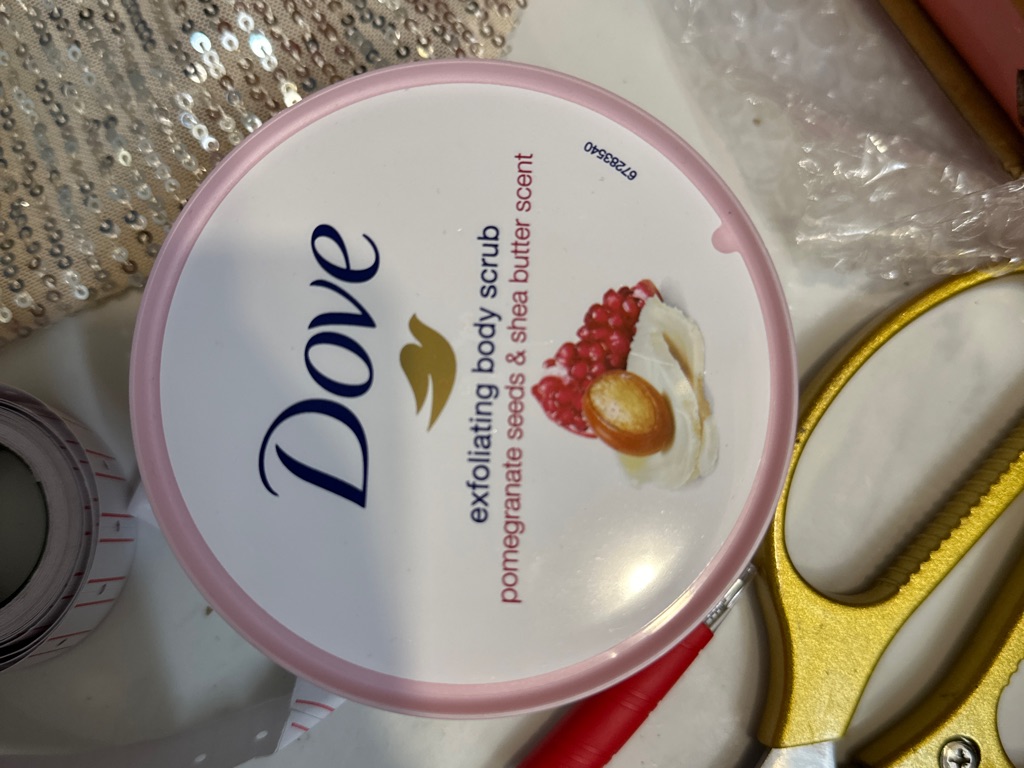 Dove
exfoliating body scrub
pomegranate seeds & shea butter scent
67283540